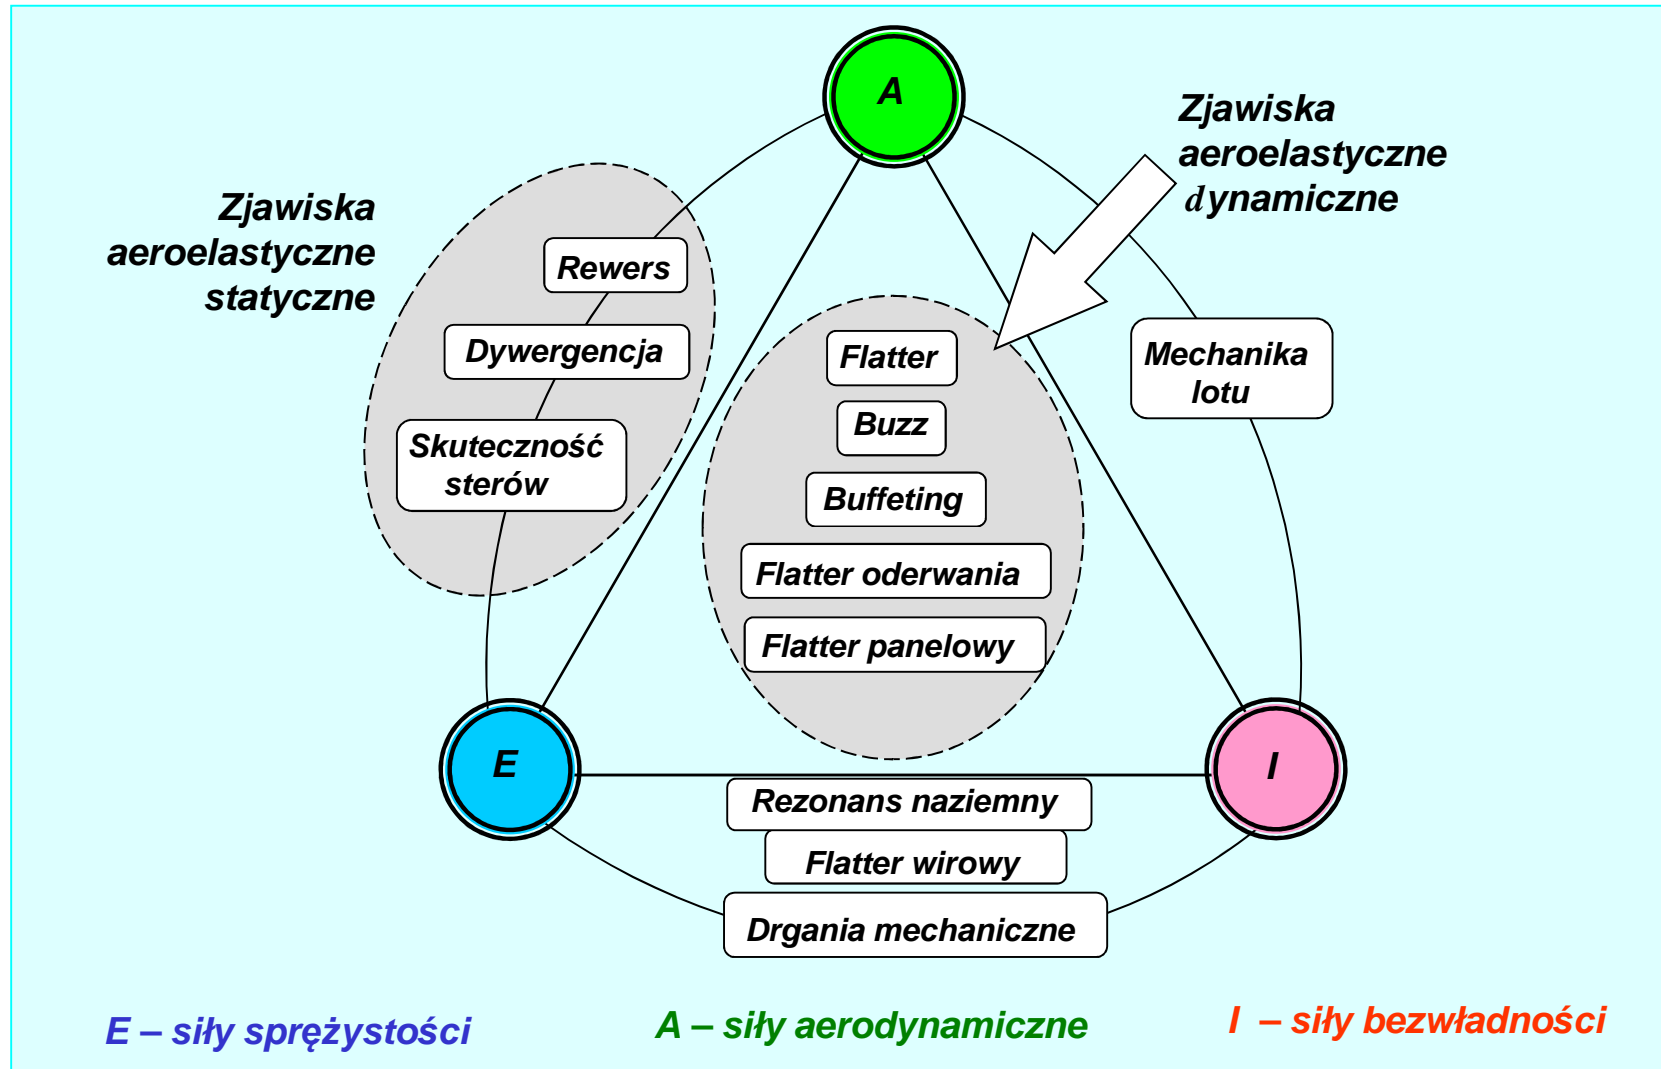 A
Zjawiska
aeroelastyczne
dynamiczne
Zjawiska
aeroelastyczne
statyczne
Rewers
Dywergencja
Skuteczność
sterów
Flatter
Buzz
Buffeting
Flatter oderwania
Flatter panelowy
Mechanika
lotu
E
I
Rezonans naziemny
Flatter wirowy
Drgania mechaniczne
E – siły sprężystości
A – siły aerodynamiczne
I – siły bezwładności